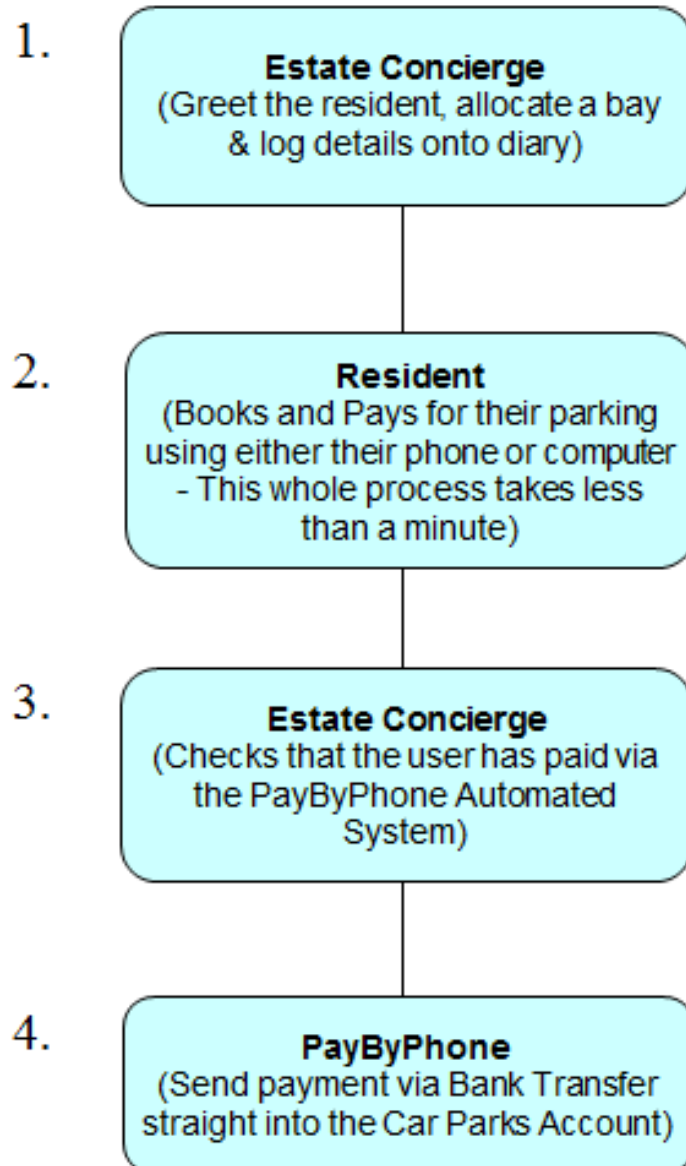 1.
Estate Concierge
(Greet the resident, allocate a bay
& log details onto diary)
2.
Resident
(Books and Pays for their parking
using either their phone or computer
- This whole process takes less
than a minute)
3.
Estate Concierge
(Checks that the user has paid via
the PayByPhone Automated
System)
4.
PayByPhone
(Send payment via Bank Transfer
straight into the Car Parks Account)